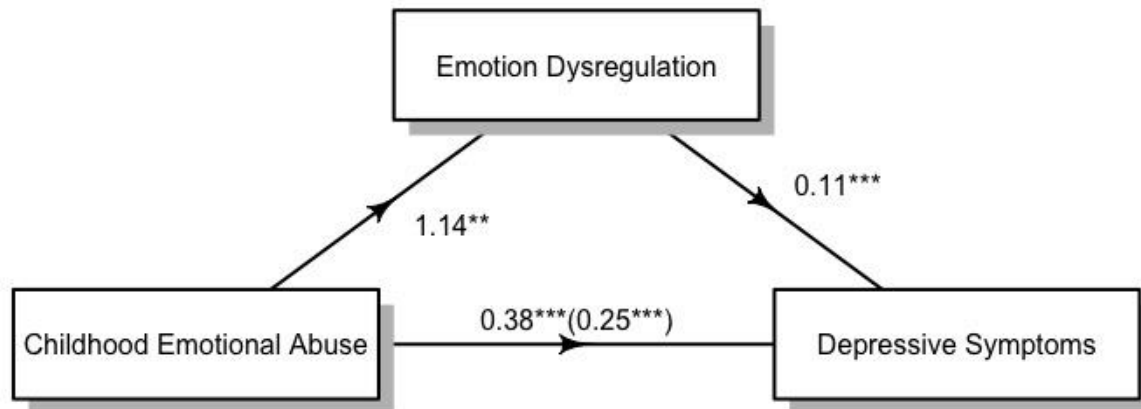 Emotion Dysregulation
0.11***
1.14**
0.38***(0.25***)
Childhood Emotional Abuse
Depressive Symptoms